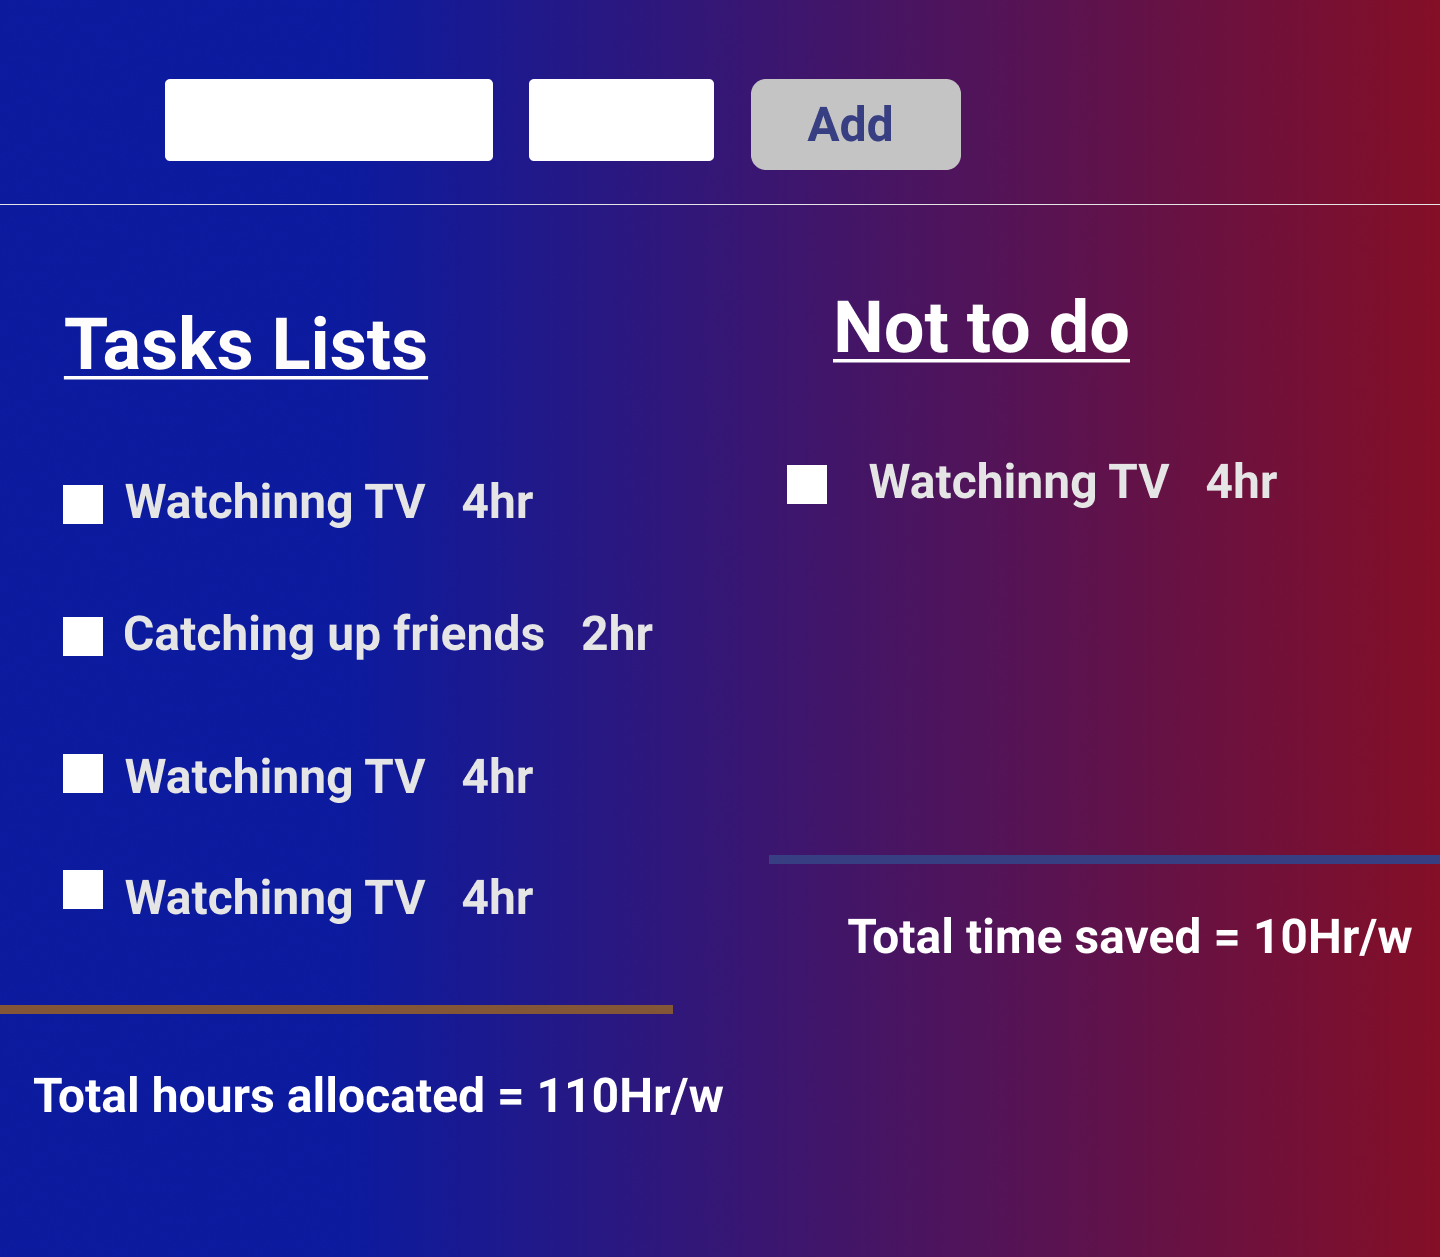 Add
Tasks Lists
Watchinng TV 4hr
Catching up friends 2hr
Watchinng TV 4hr
Watchinng TV 4hr
Total hours allocated = 110Hr/w
Not to do
Watchinng TV 4hr
Total time saved = 10Hr/w